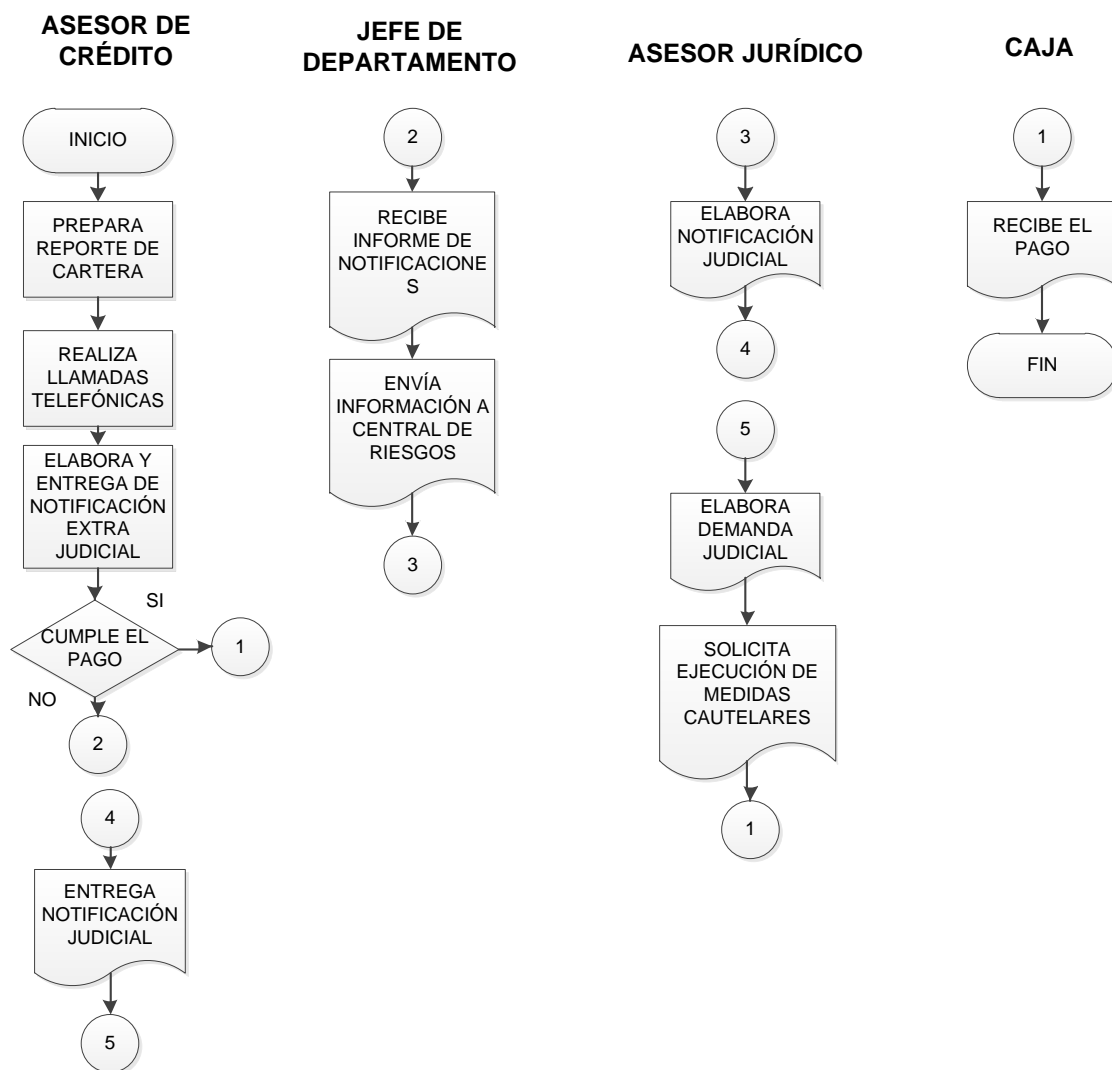 ASESOR DE
CRÉDITO
INICIO
PREPARA
REPORTE DE
CARTERA
REALIZA
LLAMADAS
TELEFÓNICAS
ELABORA Y
ENTREGA DE
NOTIFICACIÓN
EXTRA
JUDICIAL
SI
CUMPLE EL
PAGO
1
NO
2
4
ENTREGA
NOTIFICACIÓN
JUDICIAL
5
JEFE DE
DEPARTAMENTO
2
RECIBE
INFORME DE
NOTIFICACIONE
S
ENVÍA
INFORMACIÓN A
CENTRAL DE
RIESGOS
3
ASESOR JURÍDICO
3
ELABORA
NOTIFICACIÓN
JUDICIAL
4
5
ELABORA
DEMANDA
JUDICIAL
SOLICITA
EJECUCIÓN DE
MEDIDAS
CAUTELARES
1
CAJA
1
RECIBE EL
PAGO
FIN